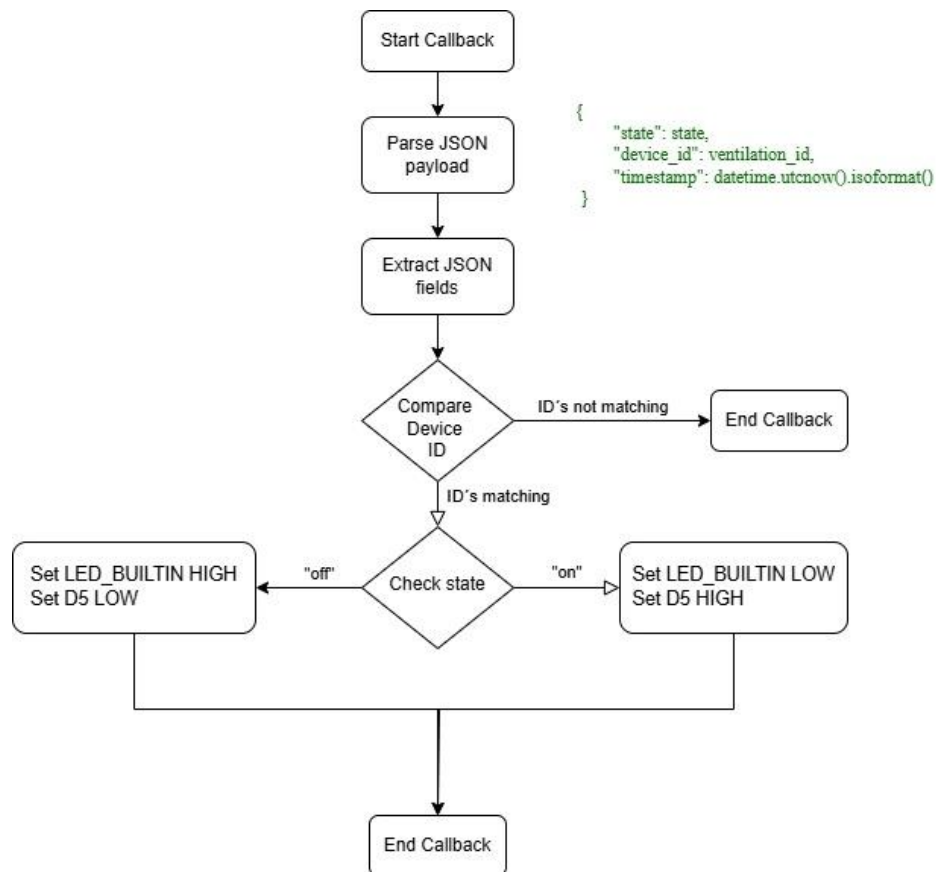 Start Callback
Parse JSON
payload
{
"state": state,
"device_id": ventilation_id,
"timestamp": datetime.utcnow().isoformat()
}
Extract JSON
fields
Compare
Device
ID
ID´s not matching
End Callback
ID´s matching
Set LED_BUILTIN HIGH
Set D5 LOW
"off"
Check state
"on"
Set LED_BUILTIN LOW
Set D5 HIGH
End Callback